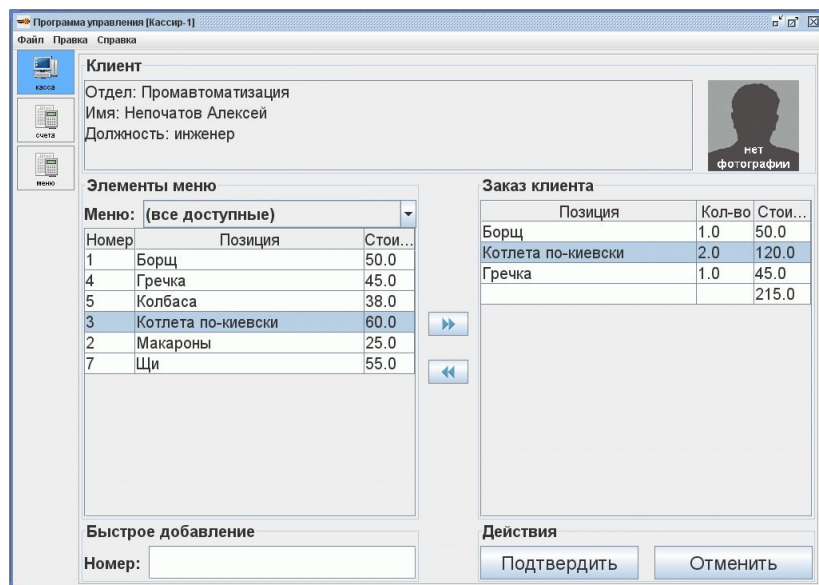 Программа управления [Кассир-1]
Файл Правка Справка
касса
счета
меню
Клиент
Отдел: Промавтоматизация
Имя: Непочатов Алексей
Должность: инженер
нет
фотографии
Элементы меню
Меню: (все доступные)
Номер Позиция Стои...
1 Борщ 50.0
4 Гречка 45.0
5 Колбаса 38.0
3 Котлета по-киевски 60.0
2 Макароны 25.0
7 Щи 55.0
Заказ клиента
Позиция Кол-во Стои...
Борщ 1.0 50.0
Котлета по-киевски 2.0 120.0
Гречка 1.0 45.0
215.0
Быстрое добавление
Номер:
Действия
Подтвердить Отменить